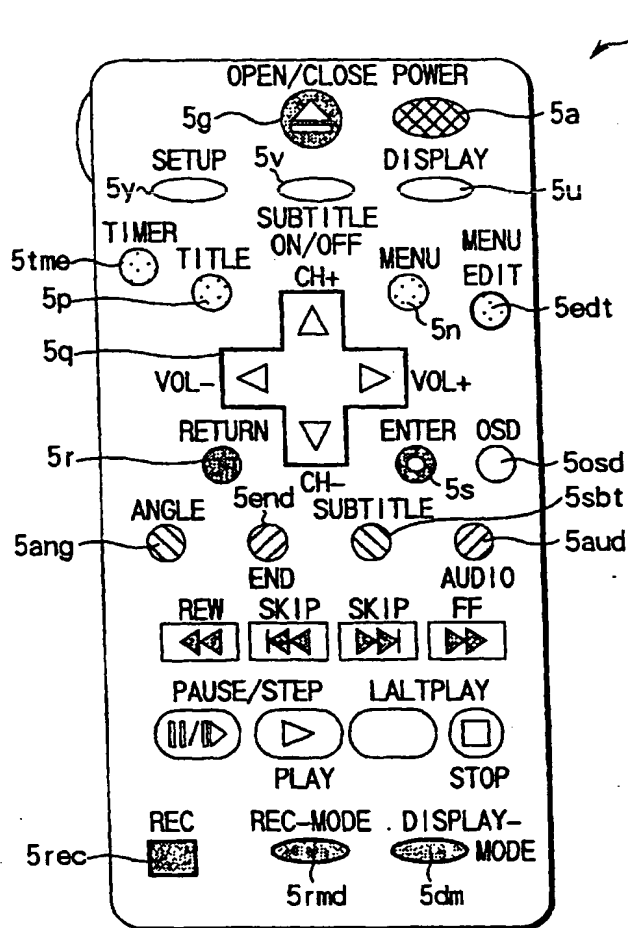 OPEN/CLOSE POWER
5g
5a
SETUP
5v
DISPLAY
5y
5u
SUBTITLE
ON/OFF
TIMER
TITLE
MENU
MENU
EDIT
5tme
5p
CH+
5n
5edt
5q
VOL-
VOL+
RETURN
ENTER
OSD
5r
CH-
5s
5osd
ANGLE
5end
SUBTITLE
5sbt
5ang
5aud
END
AUDIO
REW
SKIP
SKIP
FF
PAUSE/STEP
LALTPLAY
PLAY
STOP
REC
REC-MODE
DISPLAY-
MODE
5rec
5rmd
5dm